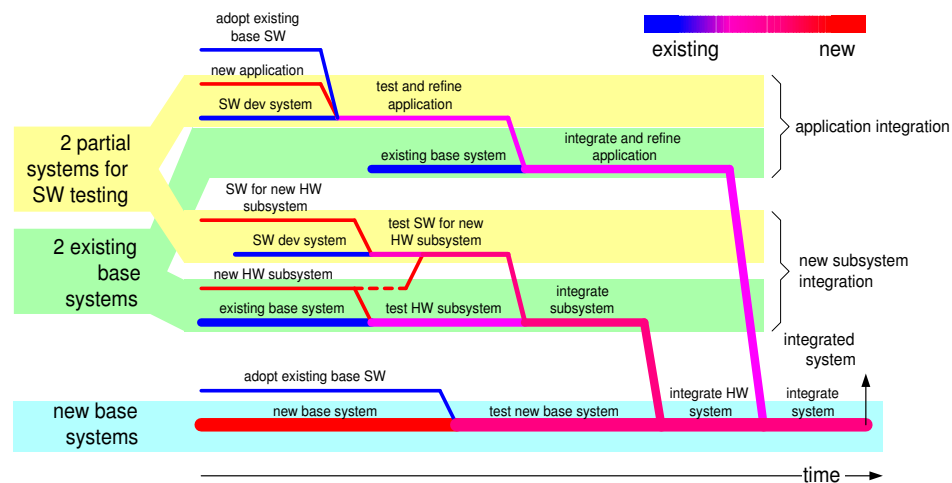 adopt existing
base SW
existing
new
new application
SW dev system
test and refine
application
application integration
2 partial
systems for
SW testing
existing base system
integrate and refine
application
SW for new HW
subsystem
SW dev system
test SW for new
HW subsystem
2 existing
base
systems
new HW subsystem
existing base system
test HW subsystem
integrate
subsystem
new subsystem
integration
integrated
system
adopt existing base SW
new base
systems
new base system
test new base system
integrate HW
system
integrate
system
time